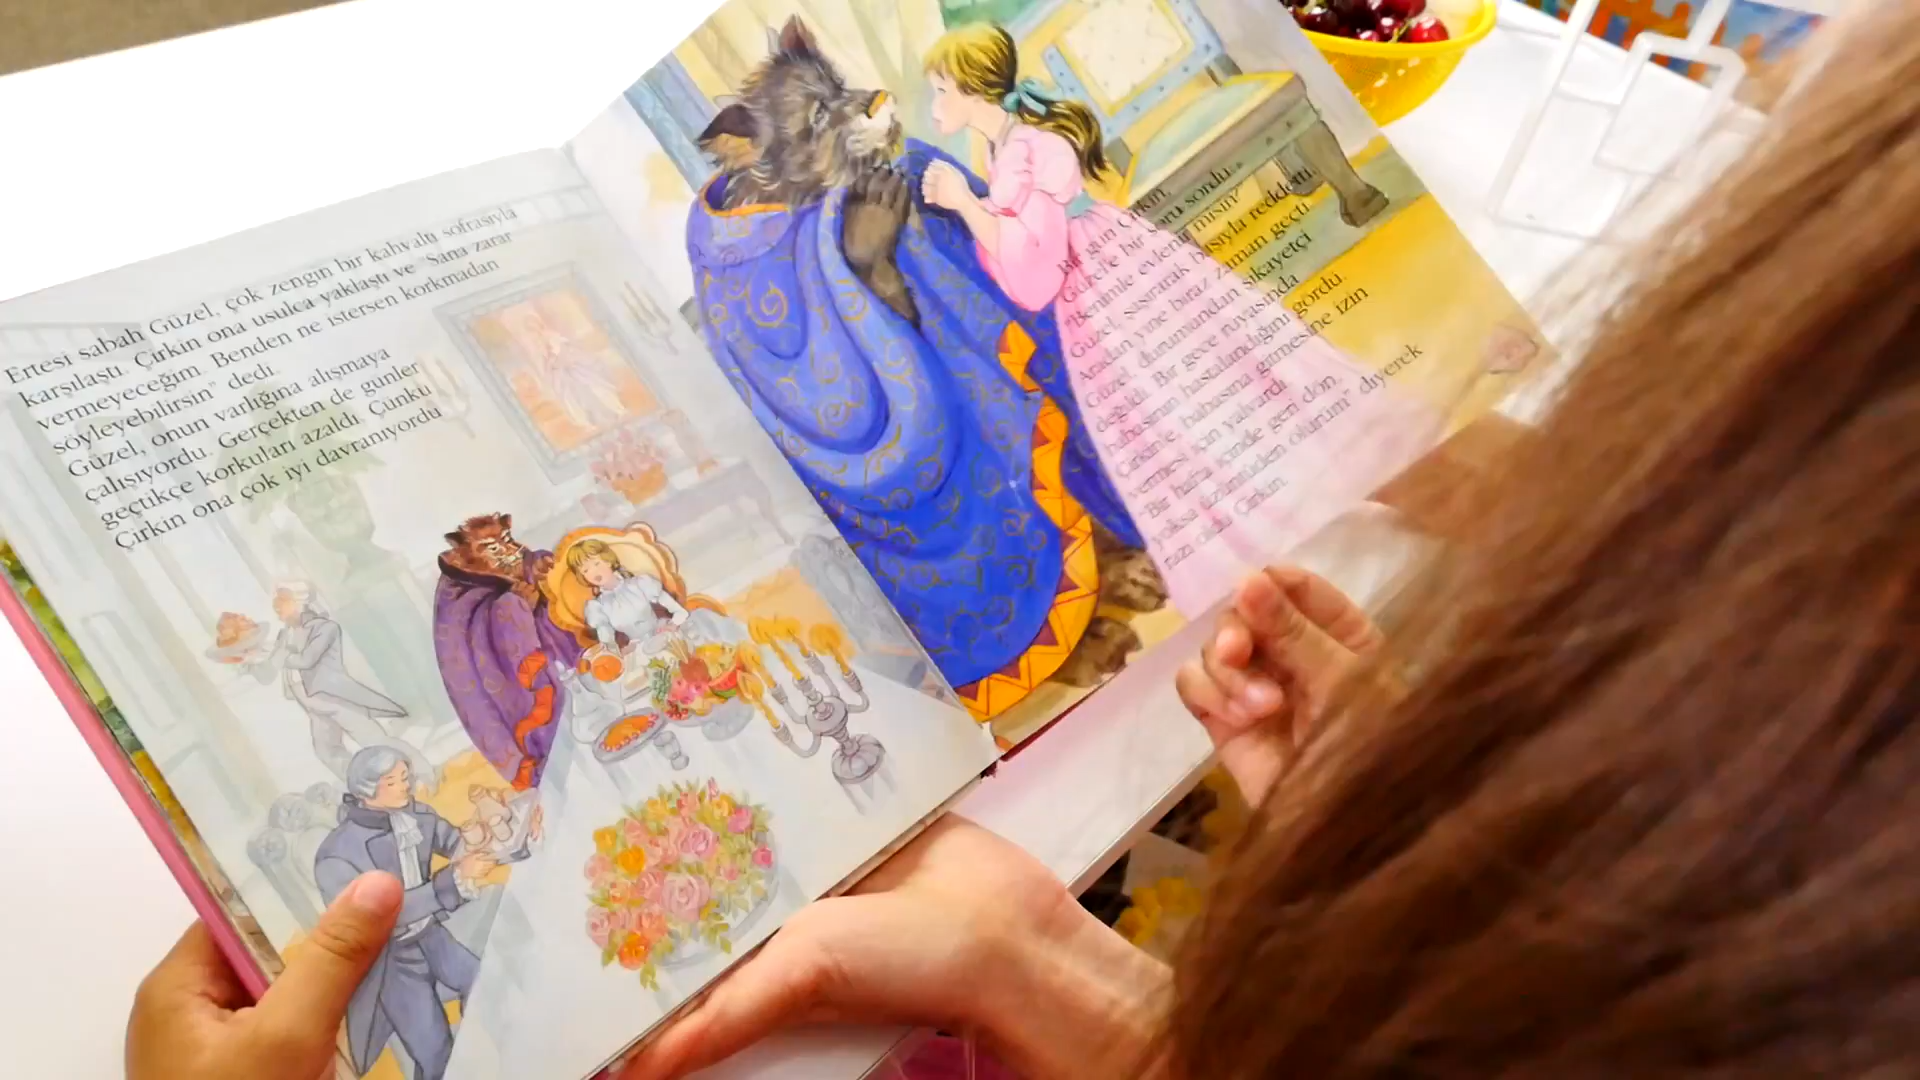 Ertesi sabah Güzel, çok zengin bir kahvaltı sofrasıyla
karşılaştı. Çirkin ona usulca yaklaştı ve "Sana zarar
vermeyeceğim. Benden ne istersen korkmadan
söyleyebilirsin" dedi.
Güzel, onun varlığına alışmaya
çalışıyordu. Gerçekten de günler
geçtikçe korkuları azaldı. Çünkü
Çirkin ona çok iyi davranıyordu
Bir gün Çirkin,
Güzel'e bir soru sordu.
"Benimle evlenir misin?"
Güzel, şaşırarak reddetti.
Aradan yine biraz zaman geçti.
Güzel durumundan şikayetçi
değildi. Bir gece rüyasında
babasının hastalandığını gördü.
Çirkin'e, babasına gitmesine izin
vermesi için yalvardı.
"Bir hafta içinde geri dön,
yoksa üzüntüden ölürüm" diyerek
razı oldu Çirkin.